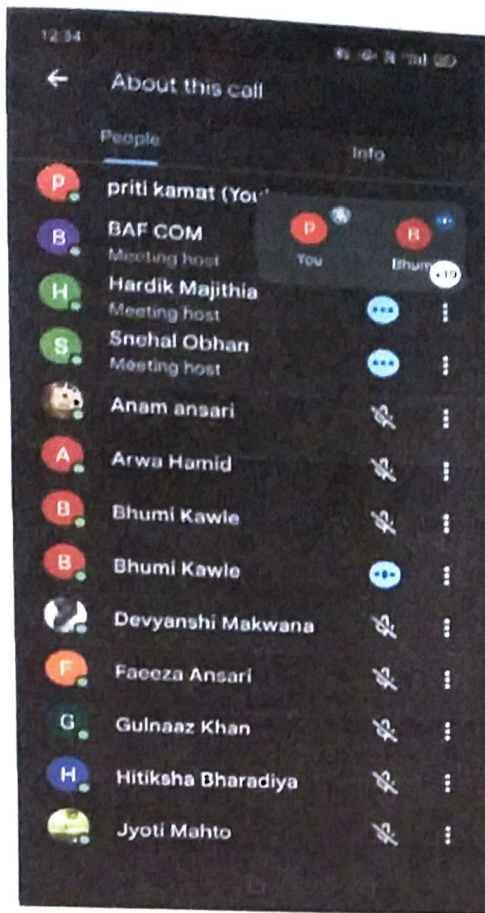 12:34
About this call
People
Info
P
priti kamat (You
B
BAF COM
Meeting host
P
You
B
Bhum
+19
H
Hardik Majithia
Meeting host
S
Snehal Obhan
Meeting host
Anam ansari
A
Arwa Hamid
B
Bhumi Kawle
B
Bhumi Kawle
Devyanshi Makwana
F
Faeeza Ansari
G
Gulnaaz Khan
H
Hitiksha Bharadiya
Jyoti Mahto